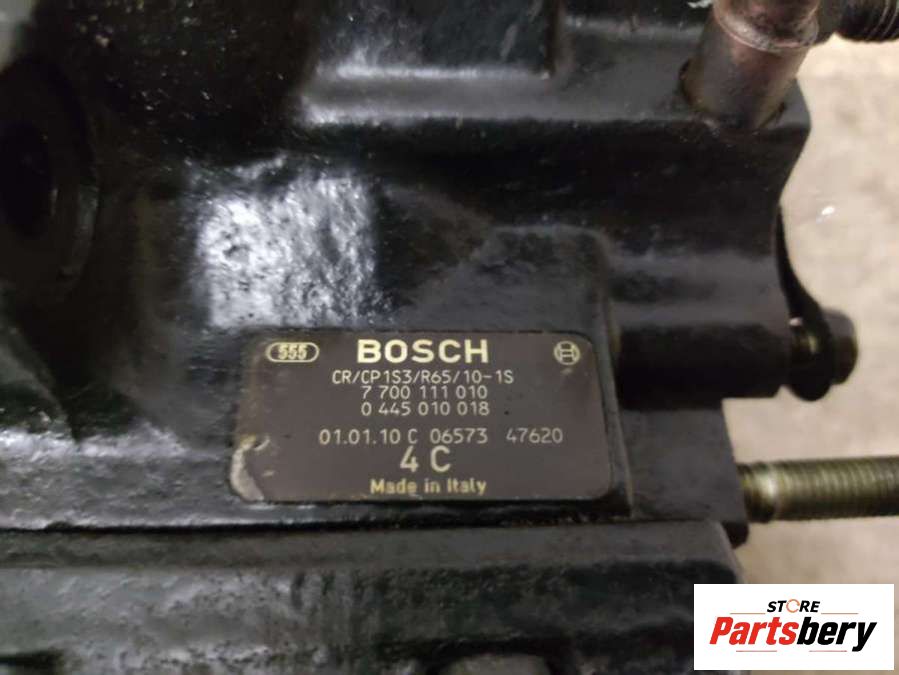 555 BOSCH
CR/CP1S3/R65/10-1S
7 700 111 010
0 445 010 018
01.01.10 C 06573 47620
4 C
Made in Italy
STORE
Partsbery